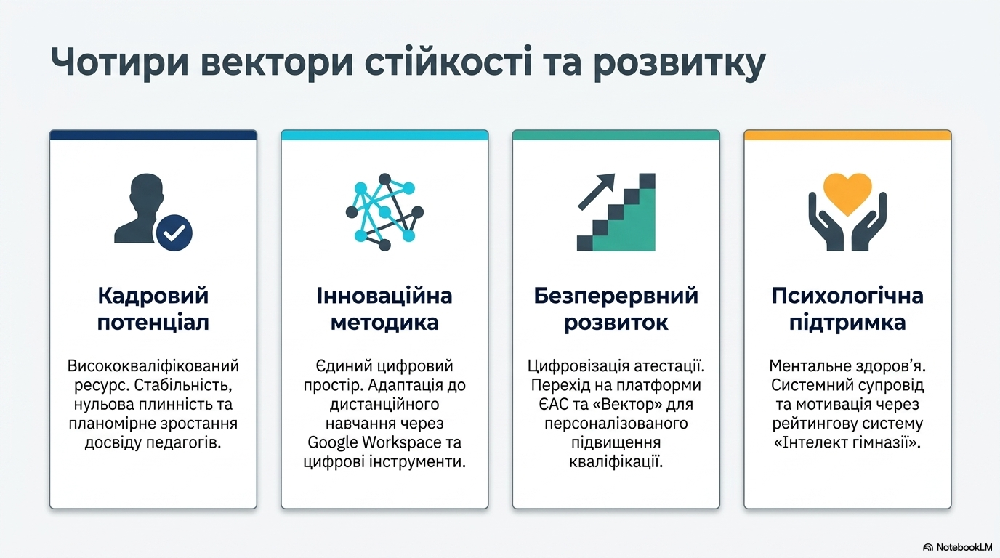 Чотири вектори стійкості та розвитку
Кадровий
потенціал
Висококваліфікований
ресурс. Стабільність,
нульова плинність та
планомірне зростання
досвіду педагогів.
Інноваційна
методика
Єдиний цифровий
простір. Адаптація до
дистанційного
навчання через
Google Workspace та
цифрові інструменти.
Безперервний
розвиток
Цифровізація атестації.
Перехід на платформи
ЄАС та «Вектор» для
персоналізованого
підвищення
кваліфікації.
Психологічна
підтримка
Ментальне здоров’я.
Системний супровід
та мотивація через
рейтингову систему
«Інтелект гімназії».
NotebookLM